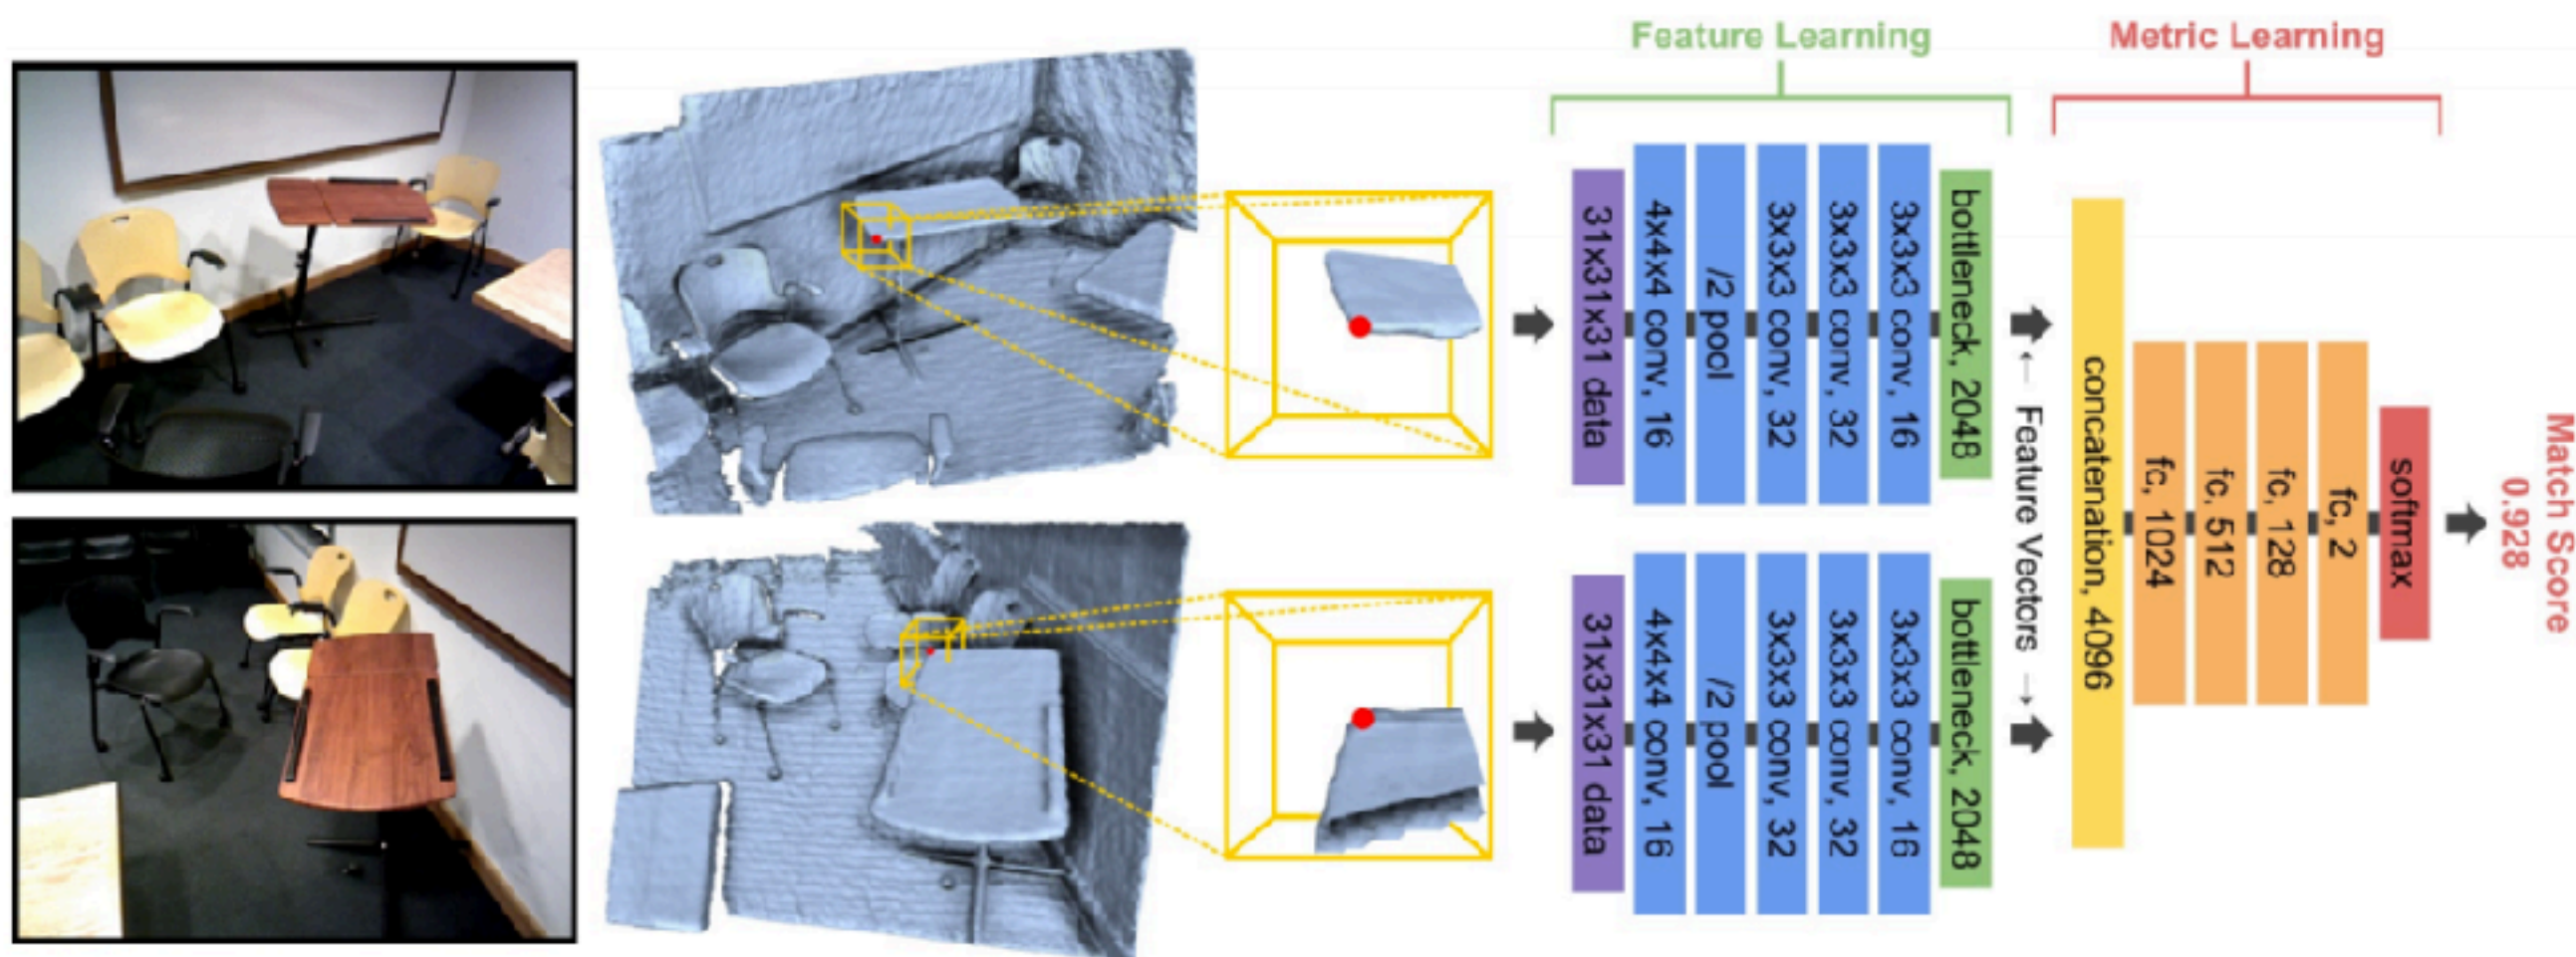 Feature Learning
Metric Learning
31x31x31 data
4x4x4 conv, 16
/2 pool
3x3x3 conv, 32
3x3x3 conv, 32
3x3x3 conv, 16
bottleneck, 2048
31x31x31 data
4x4x4 conv, 16
/2 pool
3x3x3 conv, 32
3x3x3 conv, 32
3x3x3 conv, 16
bottleneck, 2048
← Feature Vectors →
concatenation, 4096
fc, 1024
fc, 512
fc, 128
fc, 2
softmax
Match Score
0.928